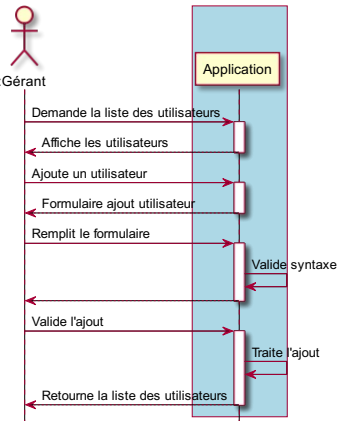 :Gérant
Application
Demande la liste des utilisateurs
Affiche les utilisateurs
Ajoute un utilisateur
Formulaire ajout utilisateur
Remplit le formulaire
Valide syntaxe
Valide l'ajout
Traite l'ajout
Retourne la liste des utilisateurs